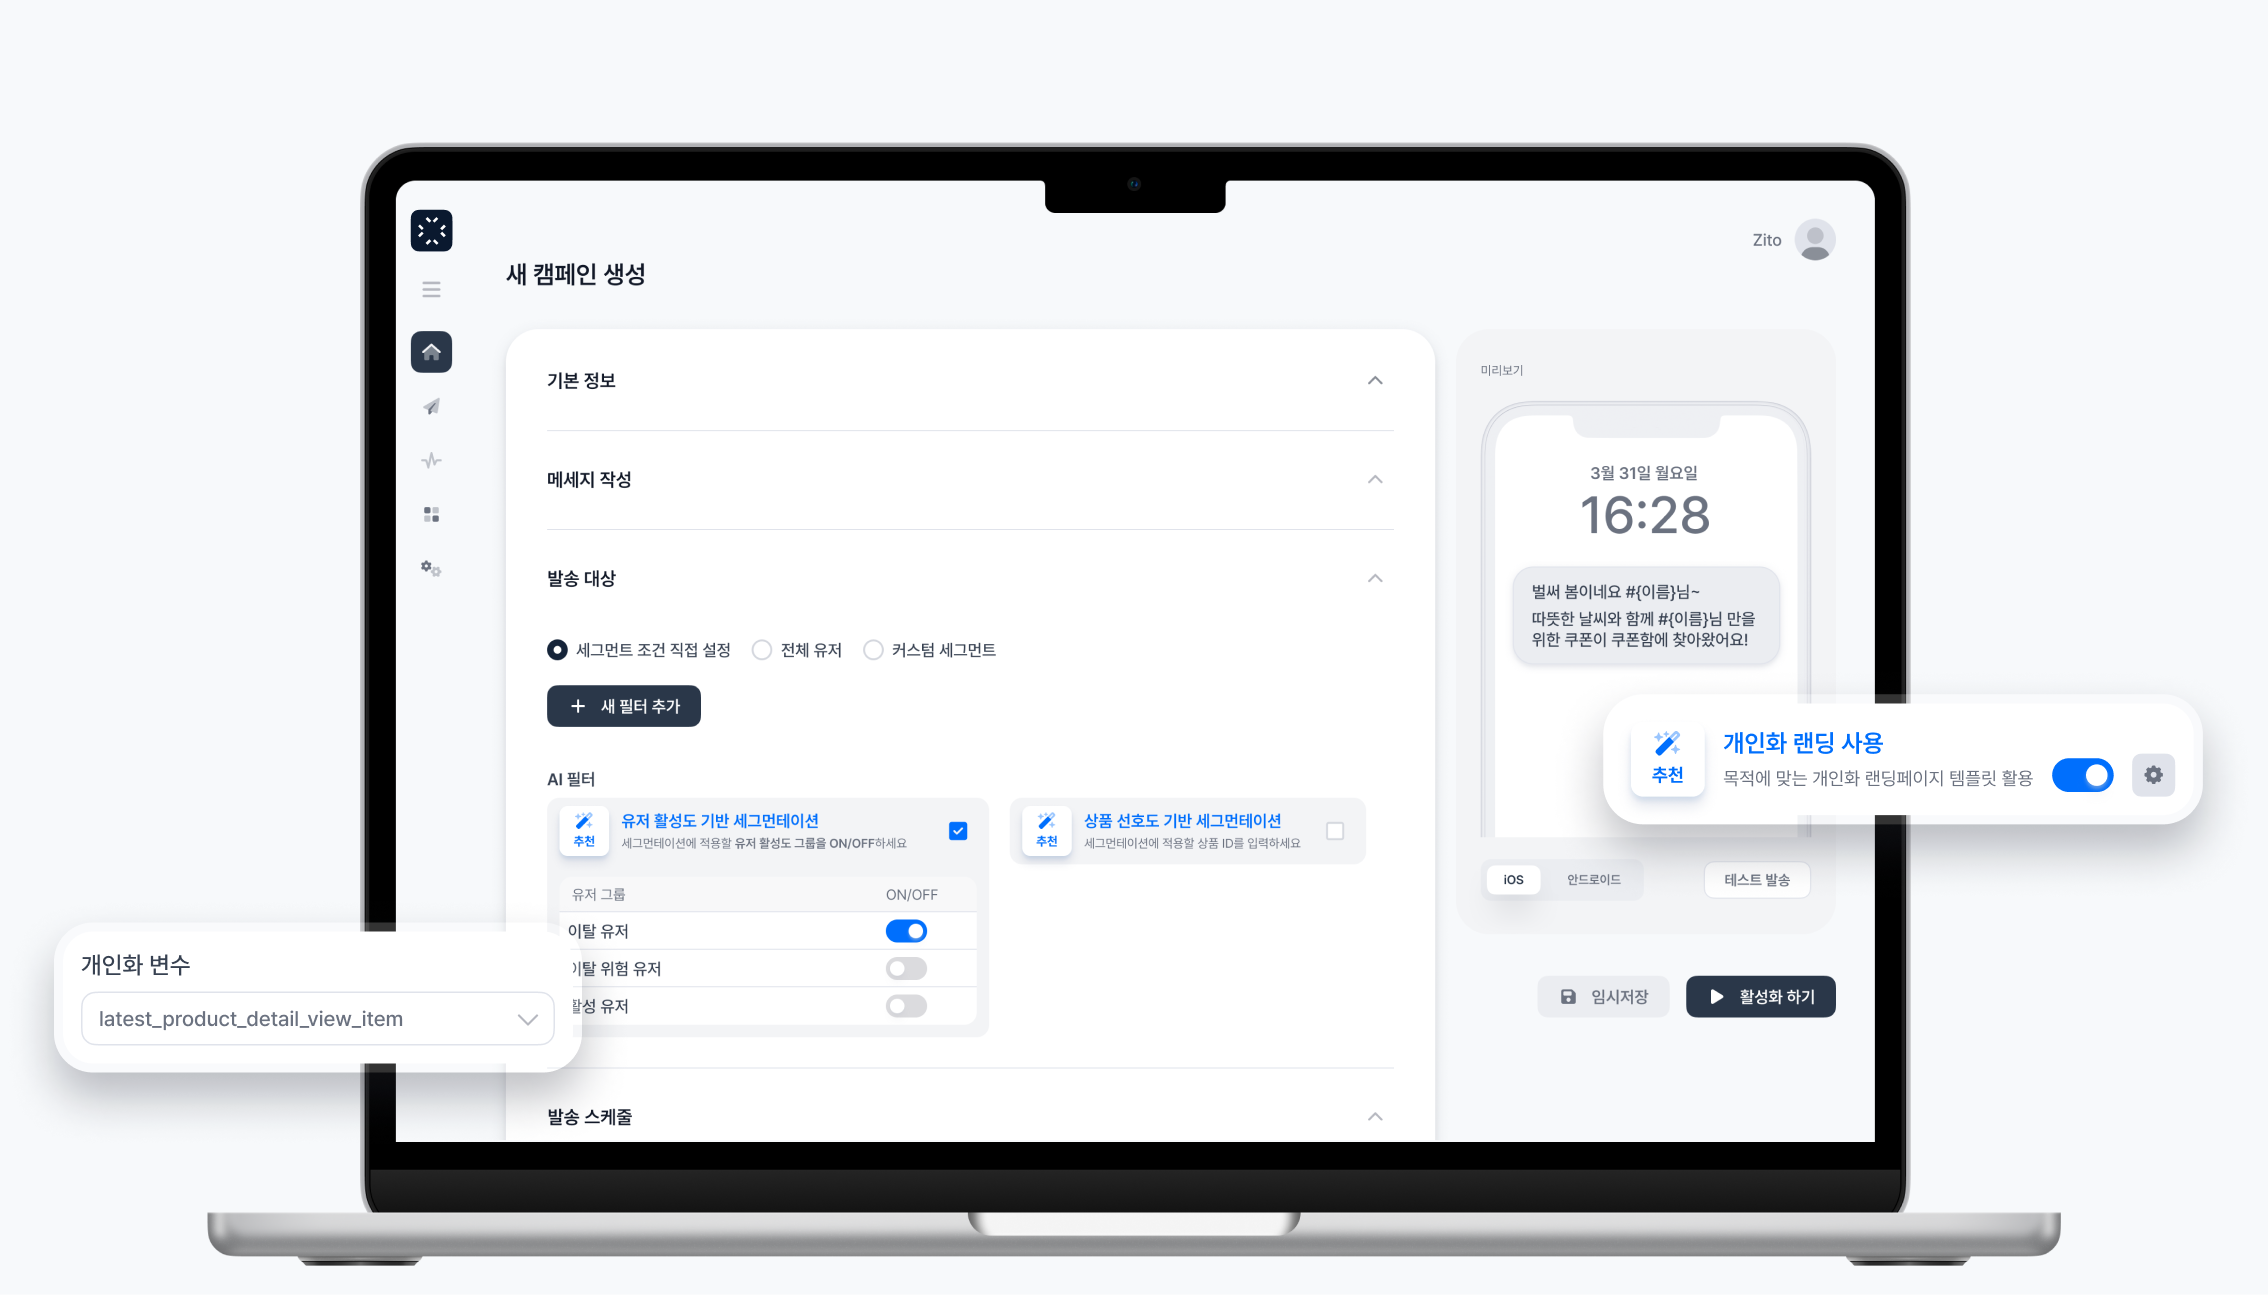 Zito
새 캠페인 생성
기본 정보
메세지 작성
발송 대상
세그먼트 조건 직접 설정
전체 유저
커스텀 세그먼트
새 필터 추가
AI 필터
추천
유저 활성도 기반 세그먼테이션
세그먼테이션에 적용할 유저 활성도 그룹을 ON/OFF하세요
추천
상품 선호도 기반 세그먼테이션
세그먼테이션에 적용할 상품 ID를 입력하세요
유저 그룹 ON/OFF
이탈 유저
이탈 위험 유저
활성 유저
발송 스케줄
개인화 변수
latest_product_detail_view_item
미리보기
3월 31일 월요일
16:28
벌써 봄이네요 #{이름}님~
따뜻한 날씨와 함께 #{이름}님 만을
위한 쿠폰이 쿠폰함에 찾아왔어요!
추천
개인화 랜딩 사용
목적에 맞는 개인화 랜딩페이지 템플릿 활용
iOS
안드로이드
테스트 발송
임시저장
활성화 하기